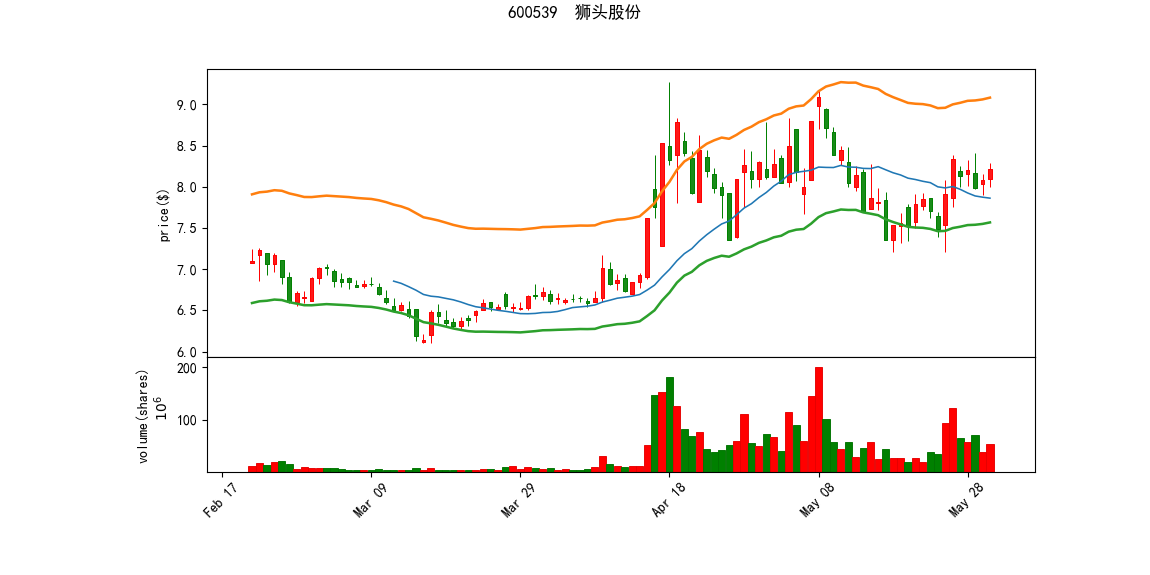 600539  狮头股份
price($)
9.0
8.5
8.0
7.5
7.0
6.5
6.0
volume(shares)
10^6
200
100
Feb 17
Mar 09
Mar 29
Apr 18
May 08
May 28